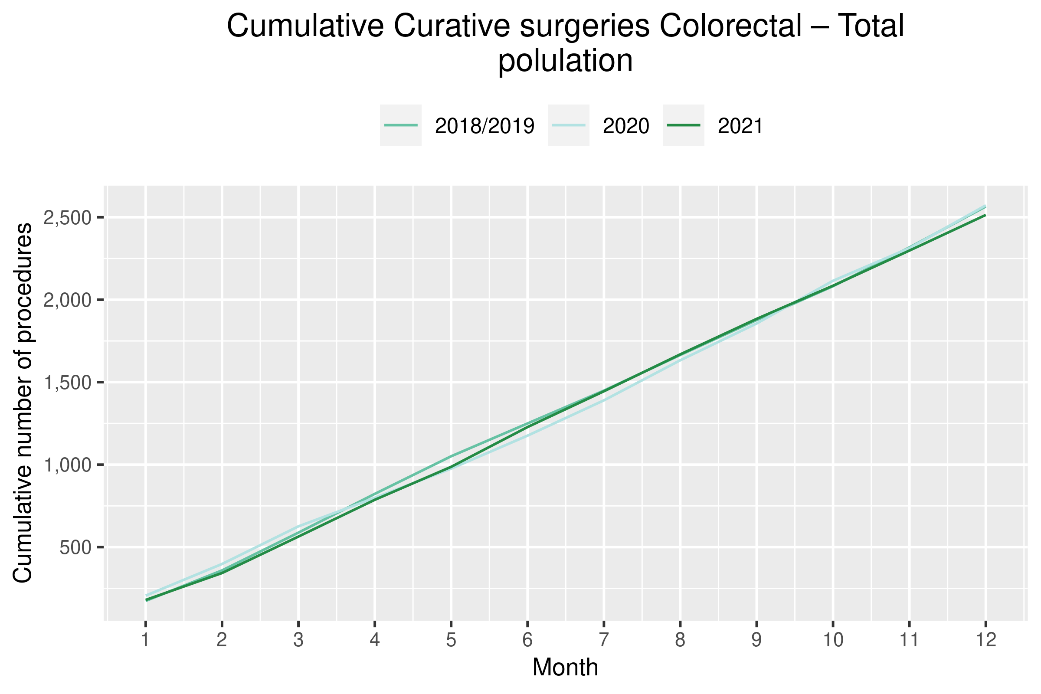 Cumulative Curative surgeries Colorectal – Total
polulation
2018/2019 2020 2021
Cumulative number of procedures
2,500
2,000
1,500
1,000
500
1 2 3 4 5 6 7 8 9 10 11 12
Month